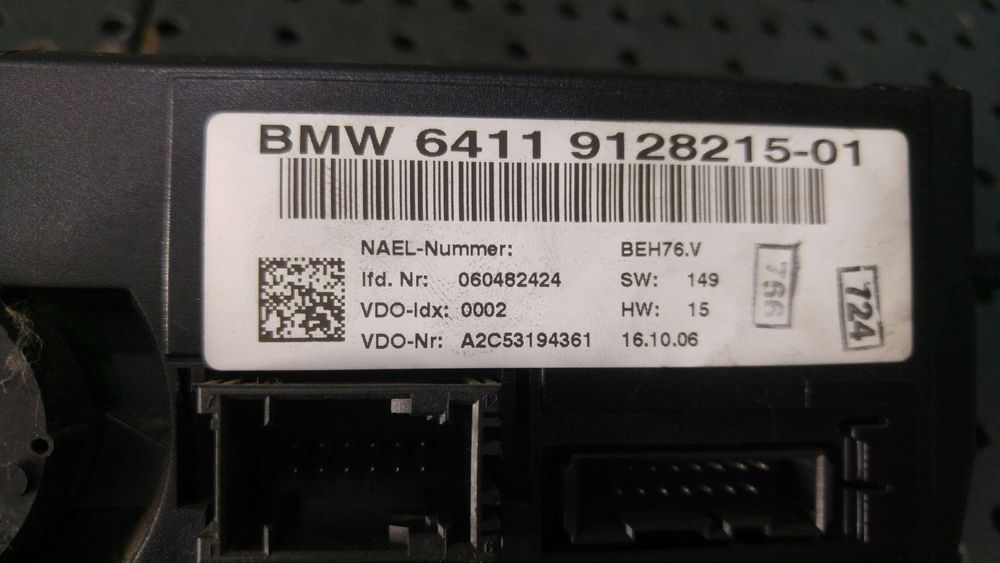 BMW 6411 9128215-01
NAEL-Nummer: BEH76.V
lfd. Nr: 060482424 SW: 149
VDO-Idx: 0002 HW: 15
VDO-Nr: A2C53194361 16.10.06
766
724